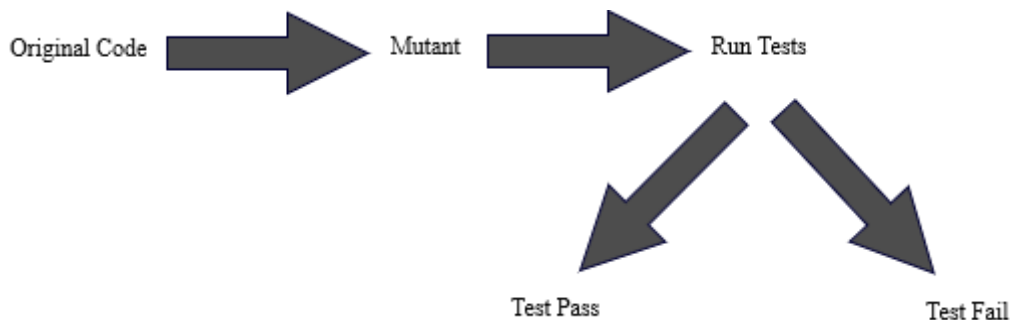 Original Code
Mutant
Run Tests
Test Pass
Test Fail